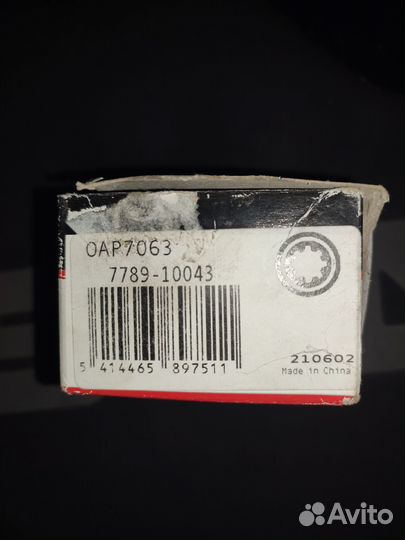 OAP7063
7789-10043
5 414465 897511
210602
Made in China
Avito